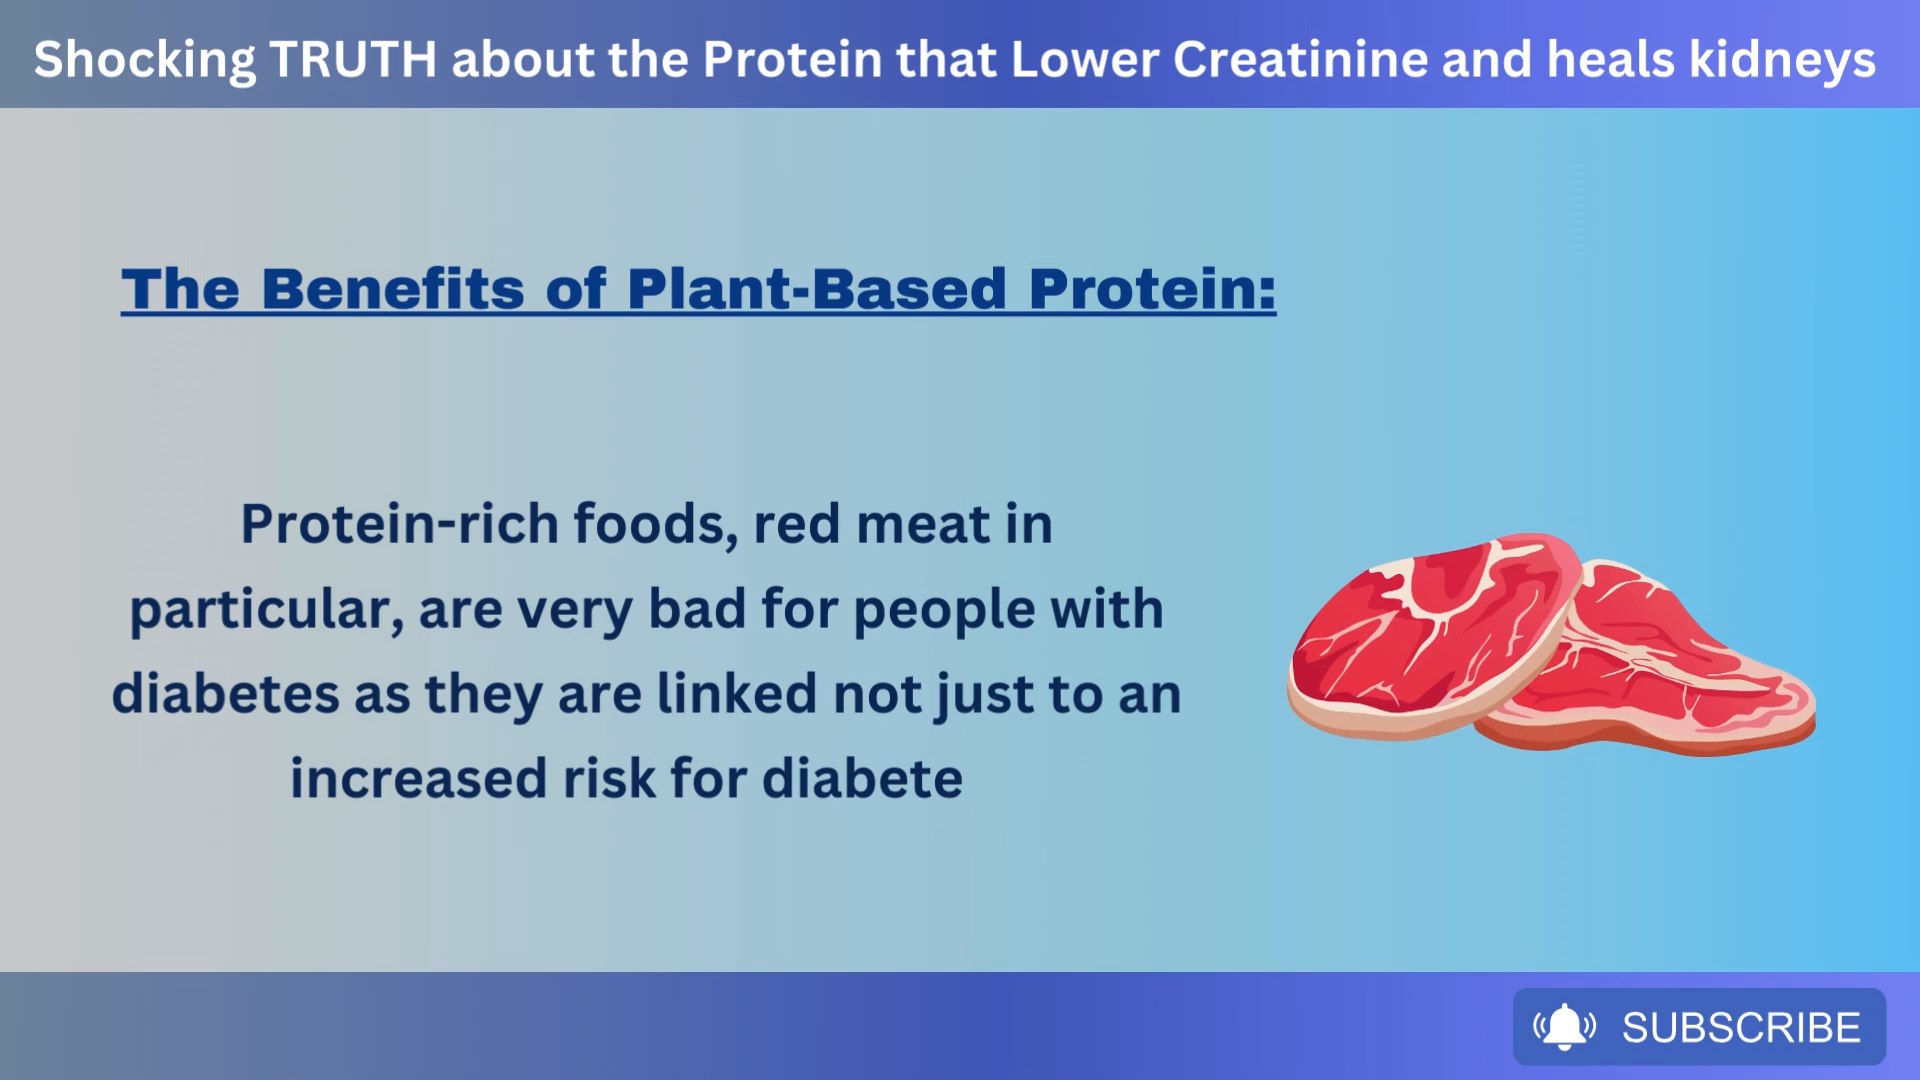 Shocking TRUTH about the Protein that Lower Creatinine and heals kidneys
The Benefits of Plant-Based Protein:
Protein-rich foods, red meat in
particular, are very bad for people with
diabetes as they are linked not just to an
increased risk for diabete
SUBSCRIBE